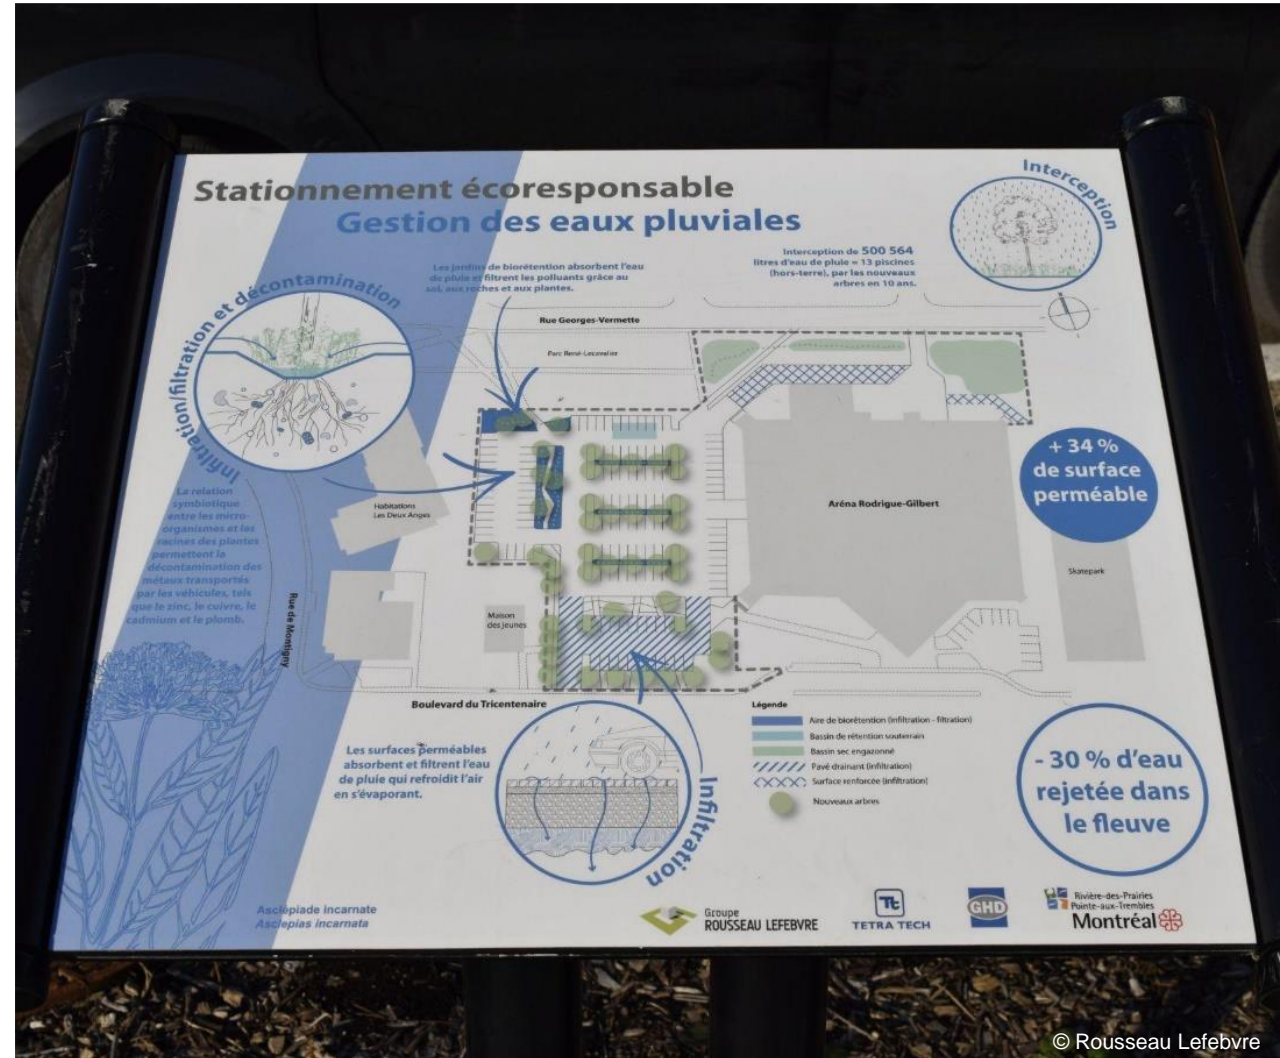 Stationnement écoresponsable
Gestion des eaux pluviales
Interception
Interception de 500 564
litres d'eau de pluie = 13 piscines
(hors-terre), par les nouveaux
arbres en 10 ans.
Les jardins de biorétention absorbent l'eau
de pluie et filtrent les polluants grâce au
sol, aux roches et aux plantes.
Infiltration/filtration et décontamination
Rue Georges-Vermette
Parc René-Lecavalier
La relation
symbiotique
entre les micro-
organismes et les
racines des plantes
permettent la
décontamination des
métaux transportés
par les véhicules, tels
que le zinc, le cuivre, le
cadmium et le plomb.
Habitations
Les Deux Anges
Aréna Rodrigue-Gilbert
+ 34 %
de surface
perméable
Skatepark
Rue de Montigny
Maison
des jeunes
Boulevard du Tricentenaire
Les surfaces perméables
absorbent et filtrent l'eau
de pluie qui refroidit l'air
en s'évaporant.
Infiltration
Légende
Aire de biorétention (infiltration - filtration)
Bassin de rétention souterrain
Bassin sec engazonné
Pavé drainant (infiltration)
Surface renforcée (infiltration)
Nouveaux arbres
- 30 % d'eau
rejetée dans
le fleuve
Asclépiade incarnate
Asclepias incarnata
Groupe
ROUSSEAU LEFEBVRE
Tt
TETRA TECH
GHD
Rivière-des-Prairies
Pointe-aux-Trembles
Montréal
© Rousseau Lefebvre